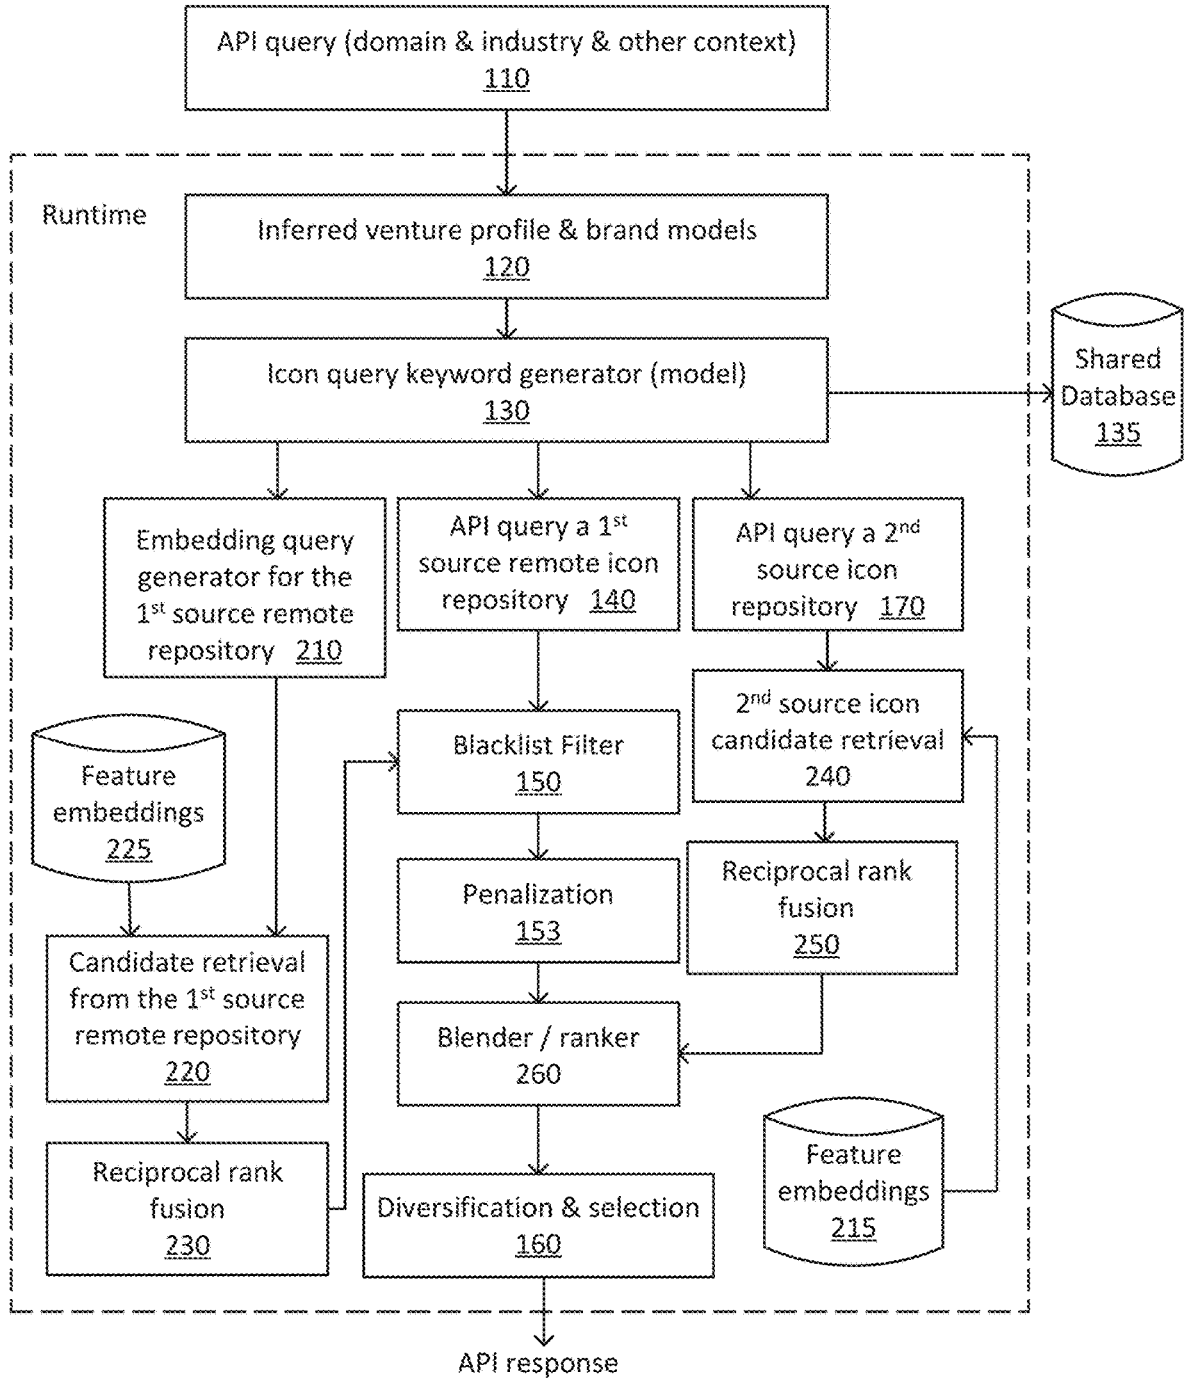 API query (domain & industry & other context)
110
Runtime
Inferred venture profile & brand models
120
Icon query keyword generator (model)
130
Shared
Database
135
Embedding query
generator for the
1st source remote
repository 210
API query a 1st
source remote icon
repository 140
API query a 2nd
source icon
repository 170
Feature
embeddings
225
Blacklist Filter
150
2nd source icon
candidate retrieval
240
Penalization
153
Reciprocal rank
fusion
250
Candidate retrieval
from the 1st source
remote repository
220
Blender / ranker
260
Reciprocal rank
fusion
230
Diversification & selection
160
Feature
embeddings
215
API response